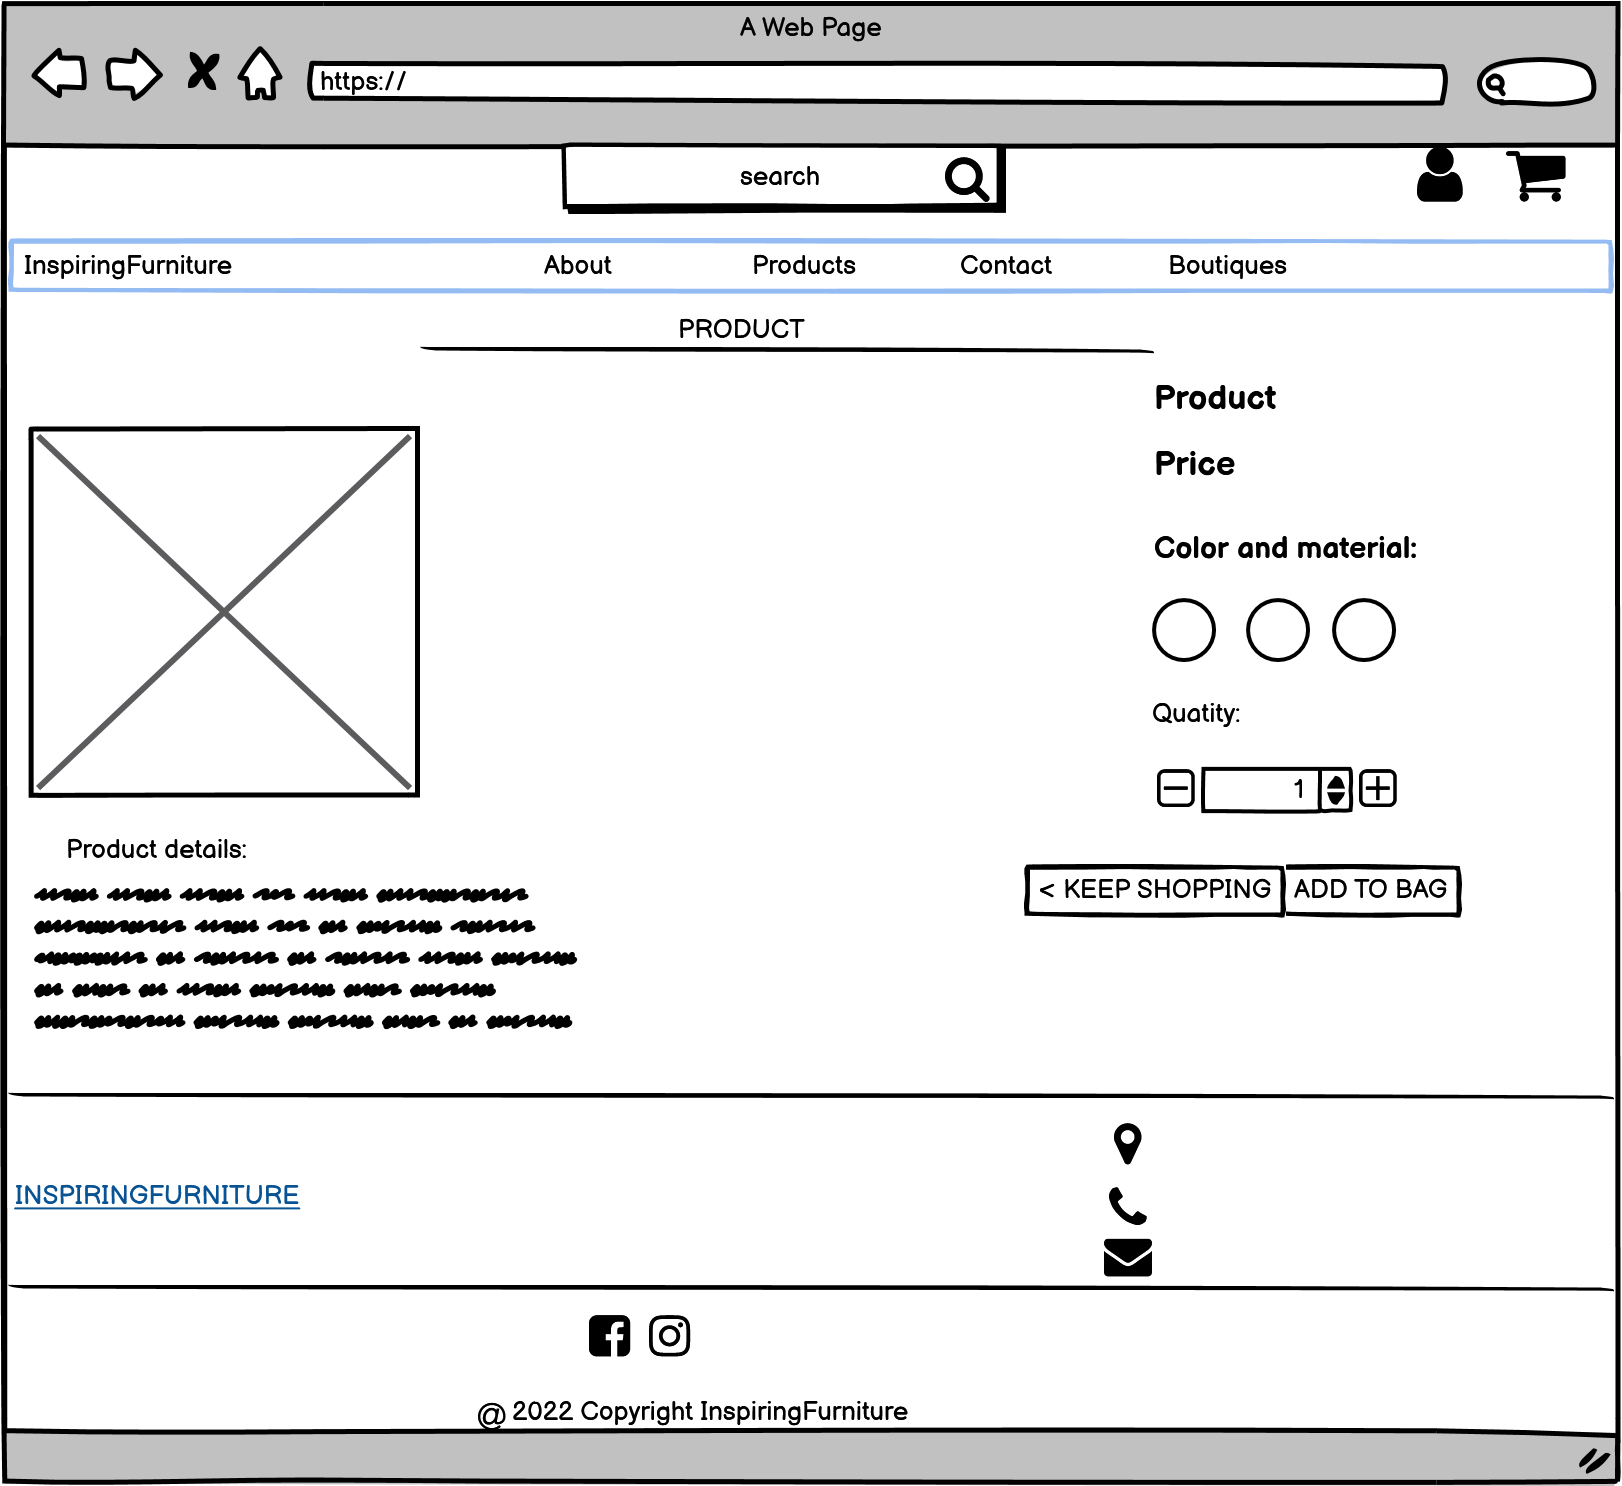 A Web Page
https://
search
InspiringFurniture About Products Contact Boutiques
PRODUCT
Product
Price
Color and material:
Quatity:
1
Product details:
< KEEP SHOPPING ADD TO BAG
INSPIRINGFURNITURE
@ 2022 Copyright InspiringFurniture